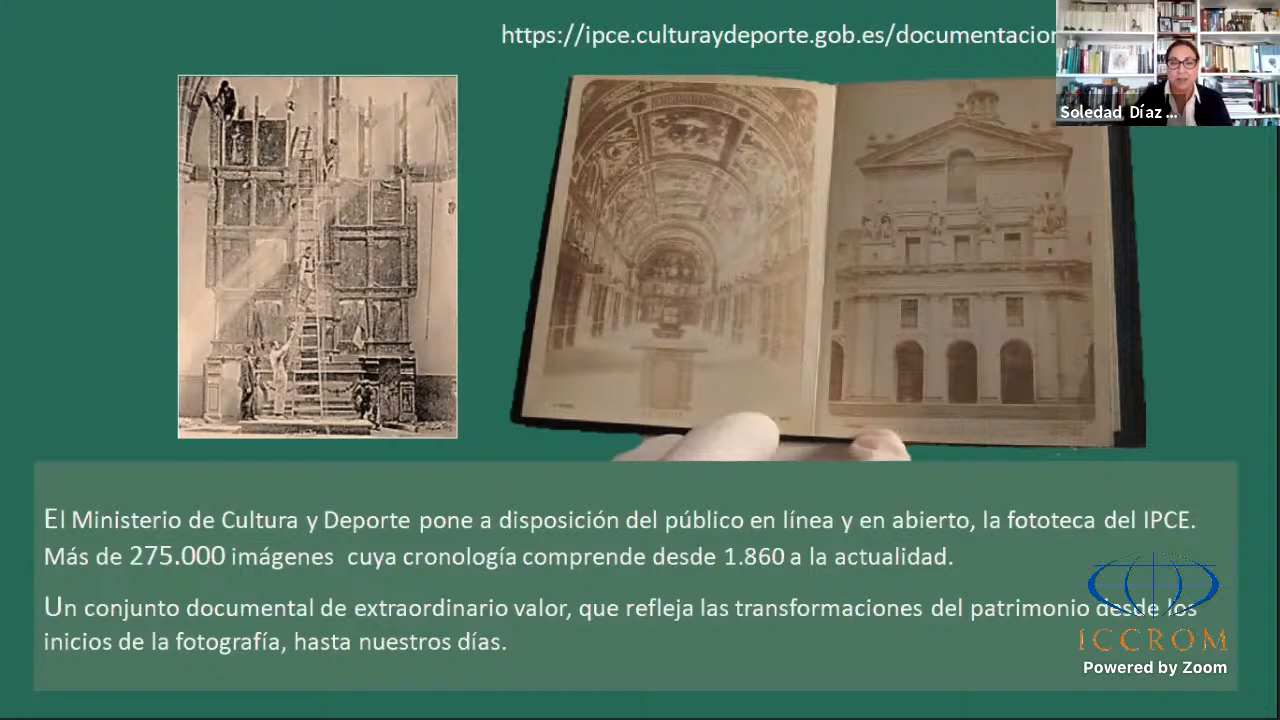 https://ipce.culturaydeporte.gob.es/documentacion
Soledad Díaz ...
El Ministerio de Cultura y Deporte pone a disposición del público en línea y en abierto, la fototeca del IPCE.
Más de 275.000 imágenes cuya cronología comprende desde 1.860 a la actualidad.
Un conjunto documental de extraordinario valor, que refleja las transformaciones del patrimonio desde los
inicios de la fotografía, hasta nuestros días.
ICCROM
Powered by Zoom